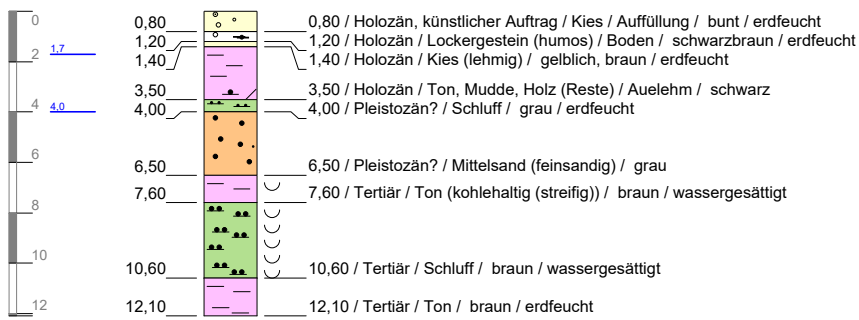 0
0,80
0,80 / Holozän, künstlicher Auftrag / Kies / Auffüllung / bunt / erdfeucht
1,20
1,20 / Holozän / Lockergestein (humos) / Boden / schwarzbraun / erdfeucht
2
1,7
1,40
1,40 / Holozän / Kies (lehmig) / gelblich, braun / erdfeucht
3,50
3,50 / Holozän / Ton, Mudde, Holz (Reste) / Auelehm / schwarz
4
4,0
4,00
4,00 / Pleistozän? / Schluff / grau / erdfeucht
6
6,50
6,50 / Pleistozän? / Mittelsand (feinsandig) / grau
7,60
7,60 / Tertiär / Ton (kohlehaltig (streifig)) / braun / wassergesättigt
8
10
10,60
10,60 / Tertiär / Schluff / braun / wassergesättigt
12
12,10
12,10 / Tertiär / Ton / braun / erdfeucht